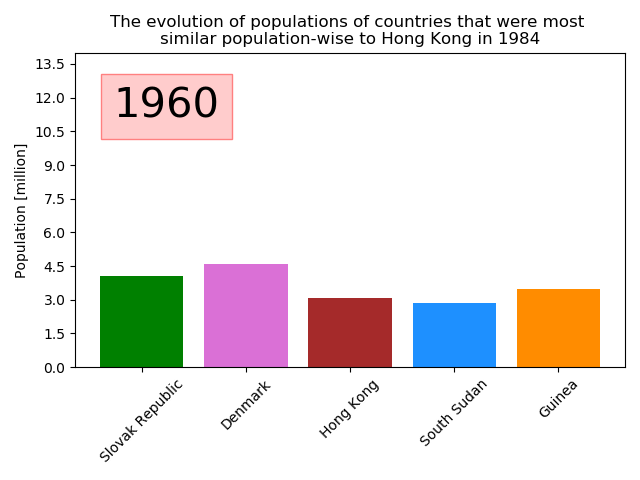 The evolution of populations of countries that were most
similar population-wise to Hong Kong in 1984
1960
Population [million]
13.5
12.0
10.5
9.0
7.5
6.0
4.5
3.0
1.5
0.0
Slovak Republic
Denmark
Hong Kong
South Sudan
Guinea